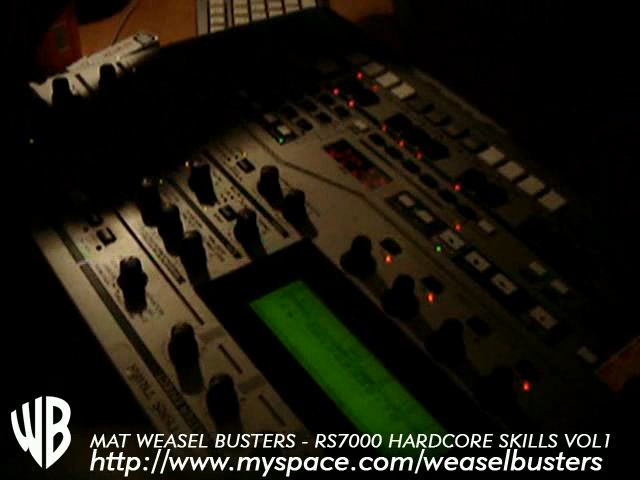 WB
MAT WEASEL BUSTERS - RS7000 HARDCORE SKILLS VOL1
http://www.myspace.com/weaselbusters